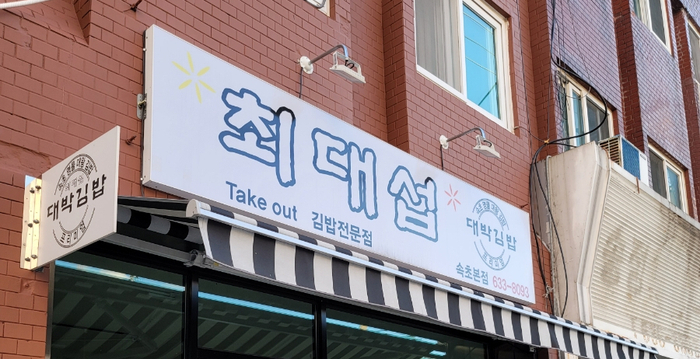 최대섭
Take out 김밥전문점
대박김밥
속초본점 633-8093
대박김밥